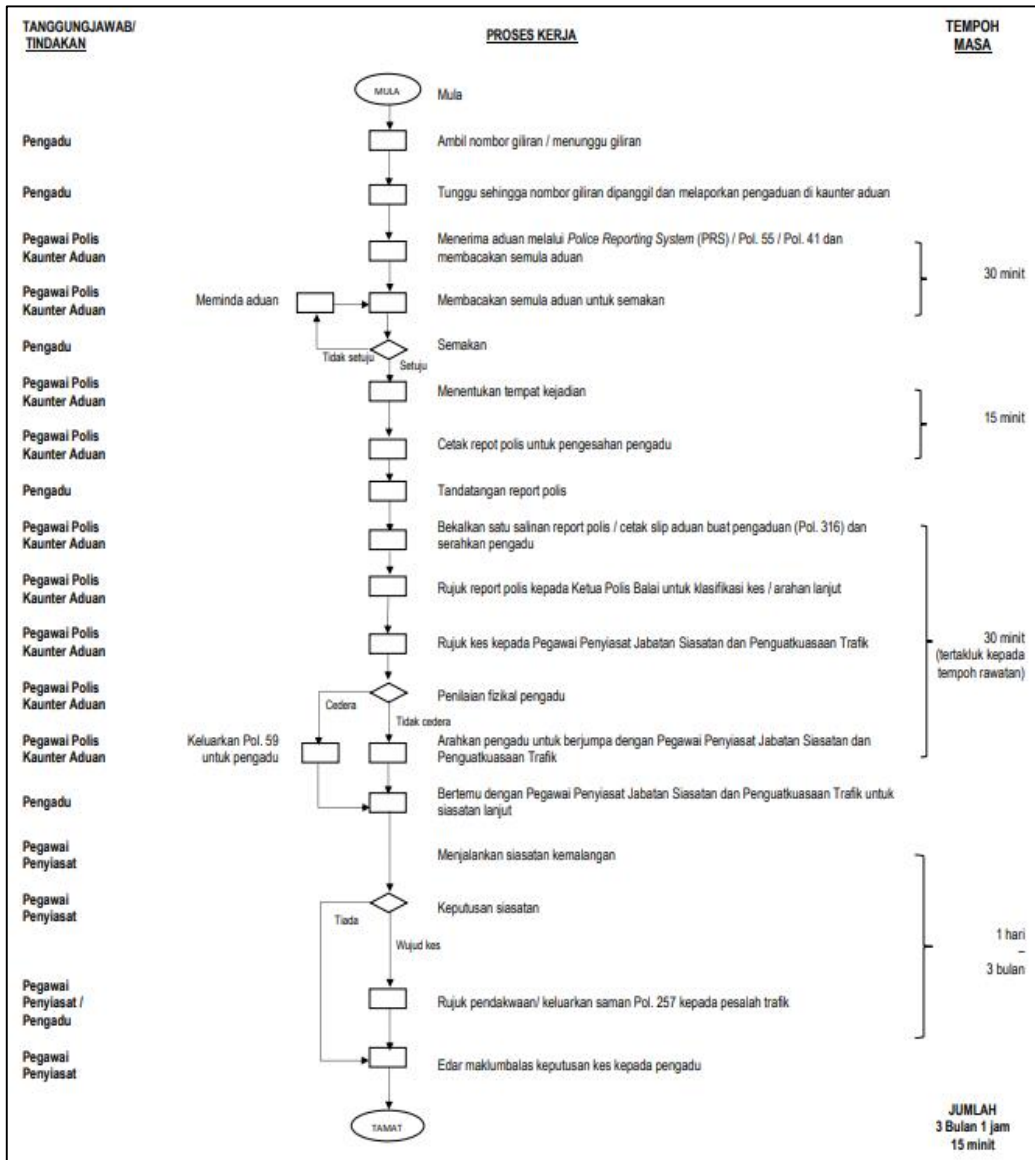 TANGGUNGJAWAB/
TINDAKAN
PROSES KERJA
TEMPOH
MASA
MULA
Mula
Pengadu
Ambil nombor giliran / menunggu giliran
Pengadu
Tunggu sehingga nombor giliran dipanggil dan melaporkan pengaduan di kaunter aduan
Pegawai Polis
Kaunter Aduan
Menerima aduan melalui Police Reporting System (PRS) / Pol. 55 / Pol. 41 dan
membacakan semula aduan
30 minit
Pegawai Polis
Kaunter Aduan
Meminda aduan
Membacakan semula aduan untuk semakan
Pengadu
Tidak setuju
Setuju
Semakan
Pegawai Polis
Kaunter Aduan
Menentukan tempat kejadian
15 minit
Pegawai Polis
Kaunter Aduan
Cetak repot polis untuk pengesahan pengadu
Pengadu
Tandatangan report polis
Pegawai Polis
Kaunter Aduan
Bekalkan satu salinan report polis / cetak slip aduan buat pengaduan (Pol. 316) dan
serahkan pengadu
Pegawai Polis
Kaunter Aduan
Rujuk report polis kepada Ketua Polis Balai untuk klasifikasi kes / arahan lanjut
Pegawai Polis
Kaunter Aduan
Rujuk kes kepada Pegawai Penyiasat Jabatan Siasatan dan Penguatkuasaan Trafik
30 minit
(tertakluk kepada
tempoh rawatan)
Pegawai Polis
Kaunter Aduan
Cedera
Tidak cedera
Penilaian fizikal pengadu
Pegawai Polis
Kaunter Aduan
Keluarkan Pol. 59
untuk pengadu
Arahkan pengadu untuk berjumpa dengan Pegawai Penyiasat Jabatan Siasatan dan
Penguatkuasaan Trafik
Pengadu
Bertemu dengan Pegawai Penyiasat Jabatan Siasatan dan Penguatkuasaan Trafik untuk
siasatan lanjut
Pegawai
Penyiasat
Menjalankan siasatan kemalangan
Pegawai
Penyiasat
Tiada
Wujud kes
Keputusan siasatan
1 hari
–
3 bulan
Pegawai
Penyiasat /
Pengadu
Rujuk pendakwaan/ keluarkan saman Pol. 257 kepada pesalah trafik
Pegawai
Penyiasat
Edar maklumbalas keputusan kes kepada pengadu
TAMAT
JUMLAH
3 Bulan 1 jam
15 minit